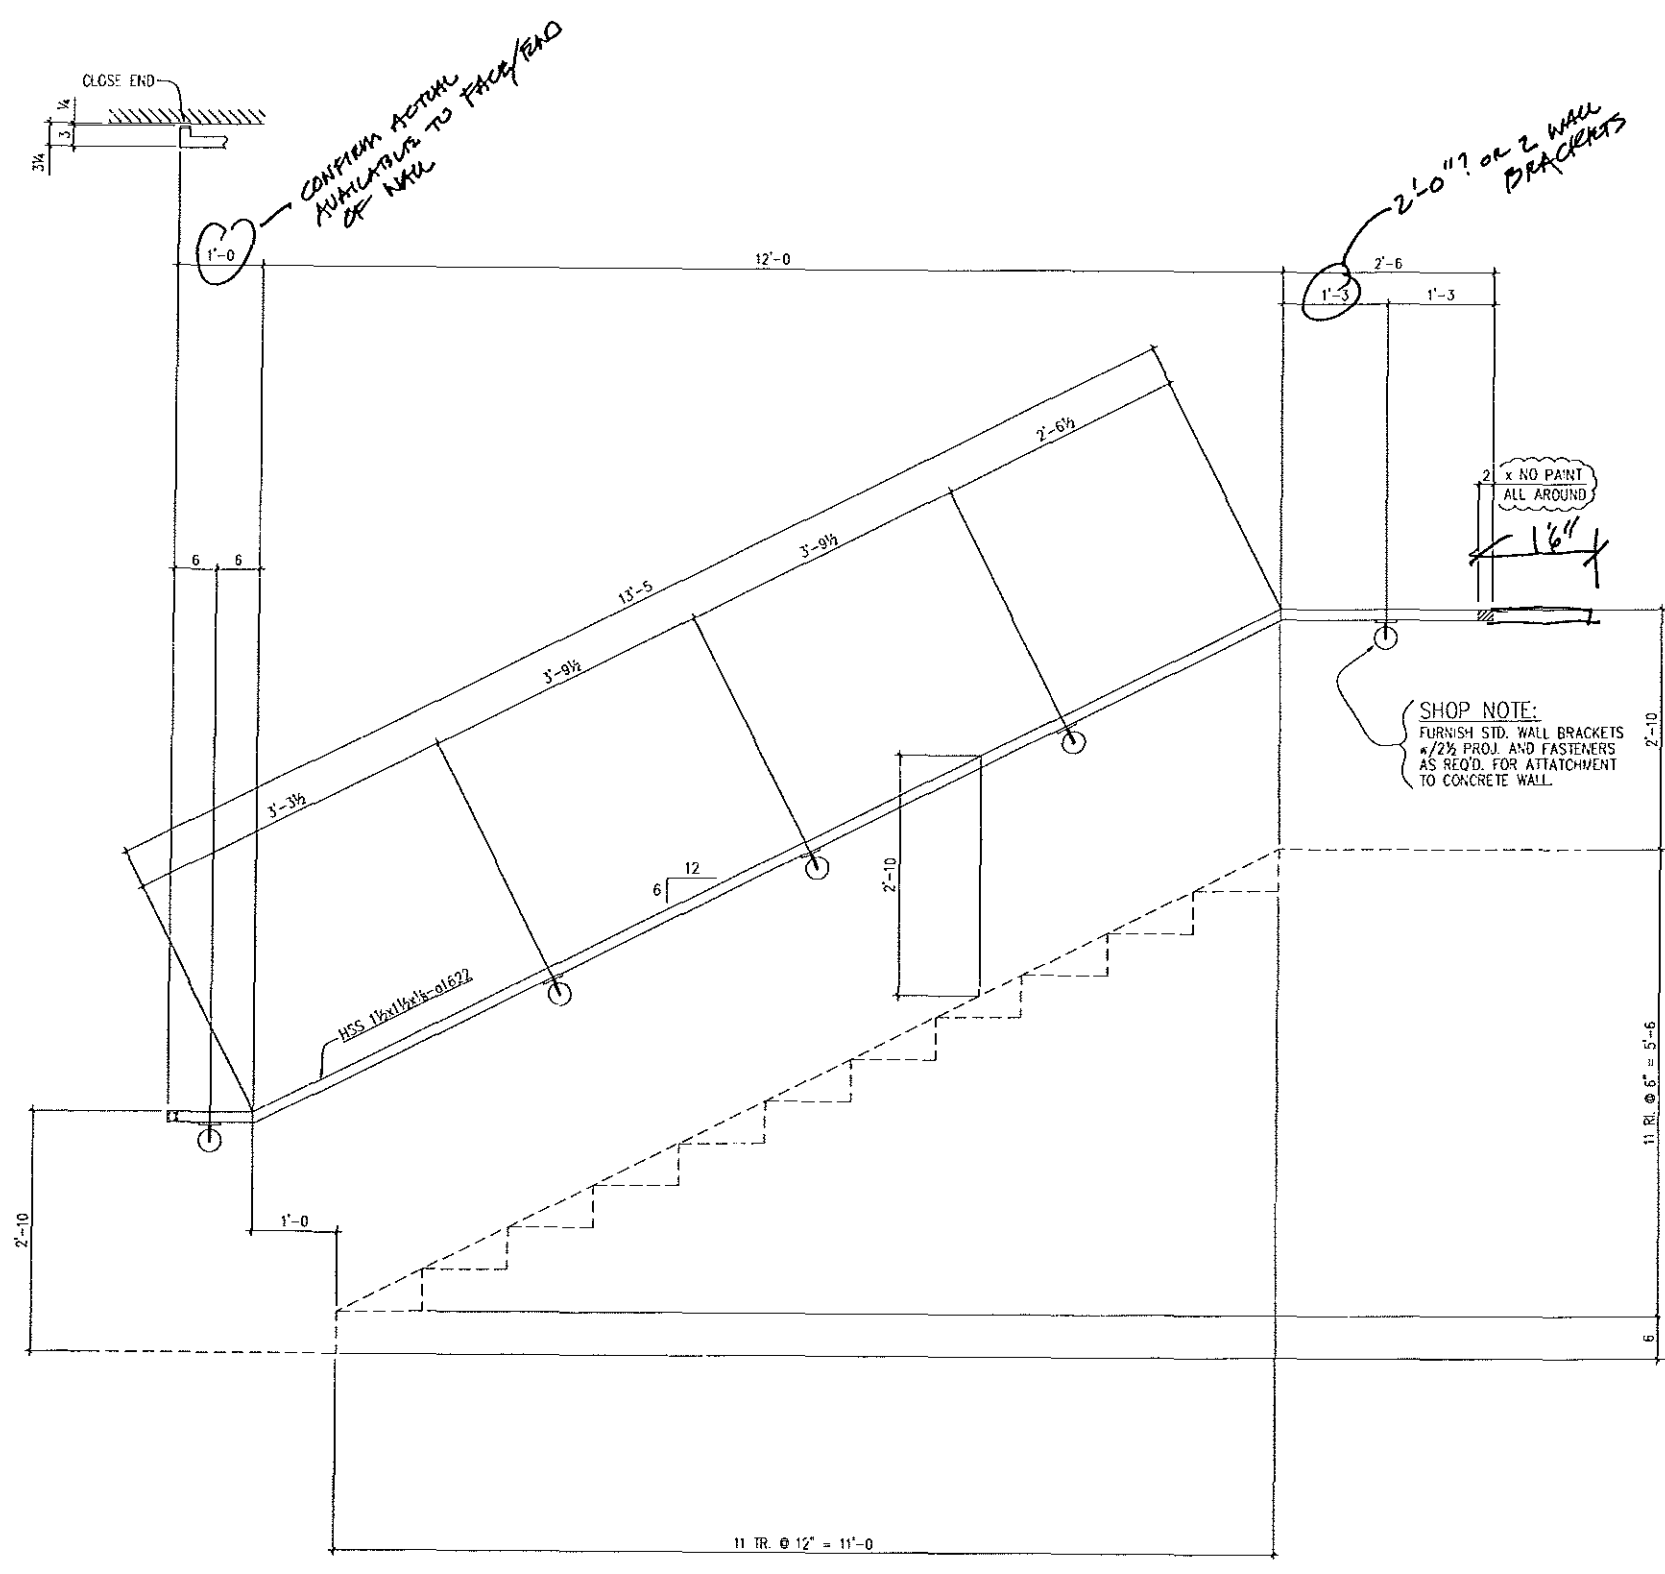 CLOSE END
1/4
3
3 1/4
CONFIRM ACTUAL
AVAILABLE TO FACE/END
OF WALL
2'-0"? OR 2 WALL
BRACKETS
1'-0
12'-0
2'-6
1'-3
1'-3
2'-6½
2
x NO PAINT
ALL AROUND
1'6"
3'-9½
6
6
13'-5
3'-9½
3'-3½
SHOP NOTE:
FURNISH STD. WALL BRACKETS
w/2½ PROJ. AND FASTENERS
AS REQ'D. FOR ATTATCHMENT
TO CONCRETE WALL
2'-10
12
6
2'-10
HSS 1½x1½x⅛-a1622
11 RI. @ 6" = 5'-6
2'-10
1'-0
6
11 TR. @ 12" = 11'-0